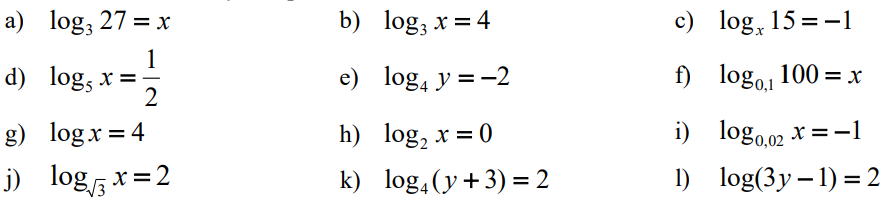 a) log₃ 27 = x b) log₃ x = 4 c) logₓ 15 = −1
d) log₅ x = 1/2 e) log₄ y = −2 f) log₀,₁ 100 = x
g) log x = 4 h) log₂ x = 0 i) log₀,₀₂ x = −1
j) log_√3 x = 2 k) log₄(y + 3) = 2 l) log(3y − 1) = 2